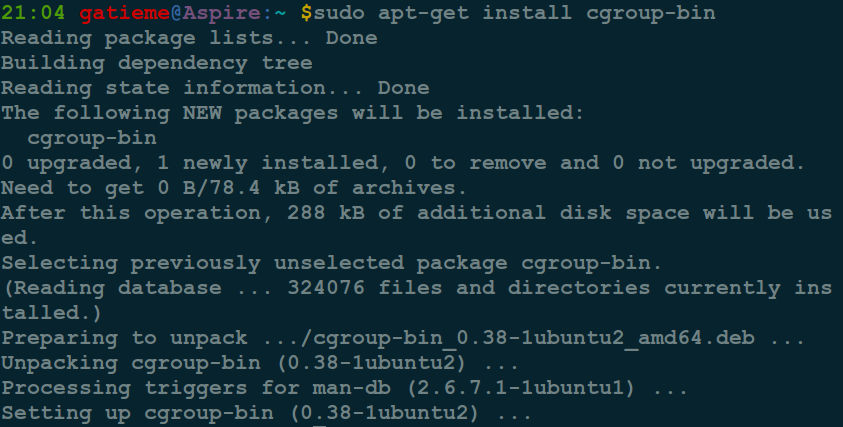 21:04 gatieme@Aspire:~ $sudo apt-get install cgroup-bin
Reading package lists... Done
Building dependency tree
Reading state information... Done
The following NEW packages will be installed:
  cgroup-bin
0 upgraded, 1 newly installed, 0 to remove and 0 not upgraded.
Need to get 0 B/78.4 kB of archives.
After this operation, 288 kB of additional disk space will be us
ed.
Selecting previously unselected package cgroup-bin.
(Reading database ... 324076 files and directories currently ins
talled.)
Preparing to unpack .../cgroup-bin_0.38-1ubuntu2_amd64.deb ...
Unpacking cgroup-bin (0.38-1ubuntu2) ...
Processing triggers for man-db (2.6.7.1-1ubuntu1) ...
Setting up cgroup-bin (0.38-1ubuntu2) ...